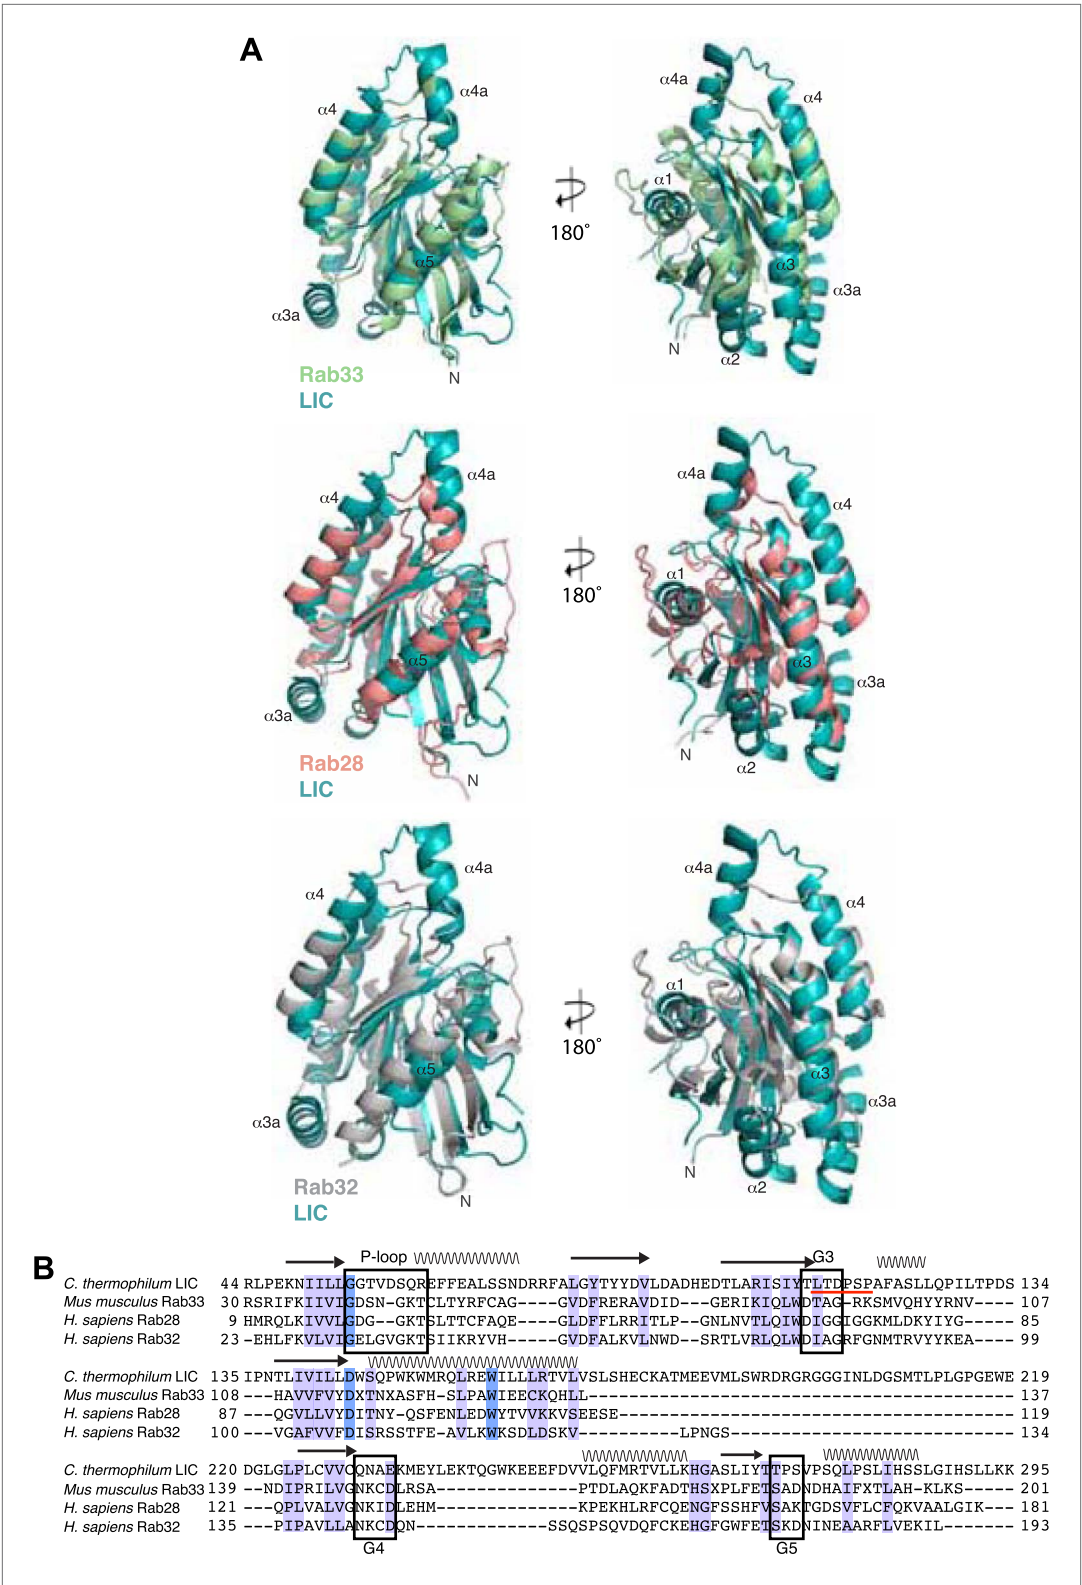 A
α4
α4a
α5
α3a
N
Rab33
LIC
180°
α4a
α4
α1
α3
α3a
N
α2
α4
α4a
α5
α3a
N
Rab28
LIC
180°
α4a
α4
α1
α3
α3a
N
α2
α4
α4a
α5
α3a
N
Rab32
LIC
180°
α4a
α4
α1
α3
α3a
N
α2
B
P-loop G3
C. thermophilum LIC 44 RLPEKNIILLGGTVDSQREFFEALSSNDRRFALGYTYYDVLDADHEDTLARISIYTLTDPSPAFASLLQPILTPDS 134
Mus musculus Rab33 30 RSRIFKIIVIGDSN-GKTCLTYRFCAG----GVDFRERAVDID---GERIKIQLWDTAG-RKSMVQHYYRNV---- 107
H. sapiens Rab28 9 HMRQLKIVVLGDG--GKTSLTTCFAQE----GLDFFLRRITLP---GNLNVTLQIWDIGGIGGKMLDKYIYG---- 85
H. sapiens Rab32 23 -EHLFKVLVIGELGVGKTSIIKRYVH-----GVDFALKVLNWD---SRTLVRLQLWDIAGRFGNMTRVYYKEA---- 99
C. thermophilum LIC 135 IPNTLIVILLDWSQPWKWMRQLREWILLLRTVLVSLSHECKATMEEVMLSWRDRGRGGGINLDGSMTLPLGPGEWE 219
Mus musculus Rab33 108 ---HAVVFVYDXTNXASFH-SLPAWIEECKQHLL------ 137
H. sapiens Rab28 87 ---QGVLLVYDITNY-QSFENLEDWYTVVKKVSEESE--- 119
H. sapiens Rab32 100 ---VGAFVVFDISRSSTFE-AVLKWKSDLDSKV---LPNGS--- 134
C. thermophilum LIC 220 DGLGLPLCVVCQNAEKMEYLEKTQGWKEEEFDVVLQFMRTVLLKHGASLIYTTPSVPSQLPSLIHSSLGIHSLLKK 295
Mus musculus Rab33 139 --NDIPRILVGNKCDLRSA---PTDLAQKFADTHSXPLFETSADNDHAIFXTLAH-KLKS----- 201
H. sapiens Rab28 121 ---QPLVALVGNKIDLEHM---KPEKHLRFCQENGFSSHFVSAKTGDSVFLCFQKVAALGIK--- 181
H. sapiens Rab32 135 ---PIPAVLLANKCDQN---SSQSPSQVDQFCKEHGFGWFETSKDNINEAARFLVEKIL------- 193
G4 G5